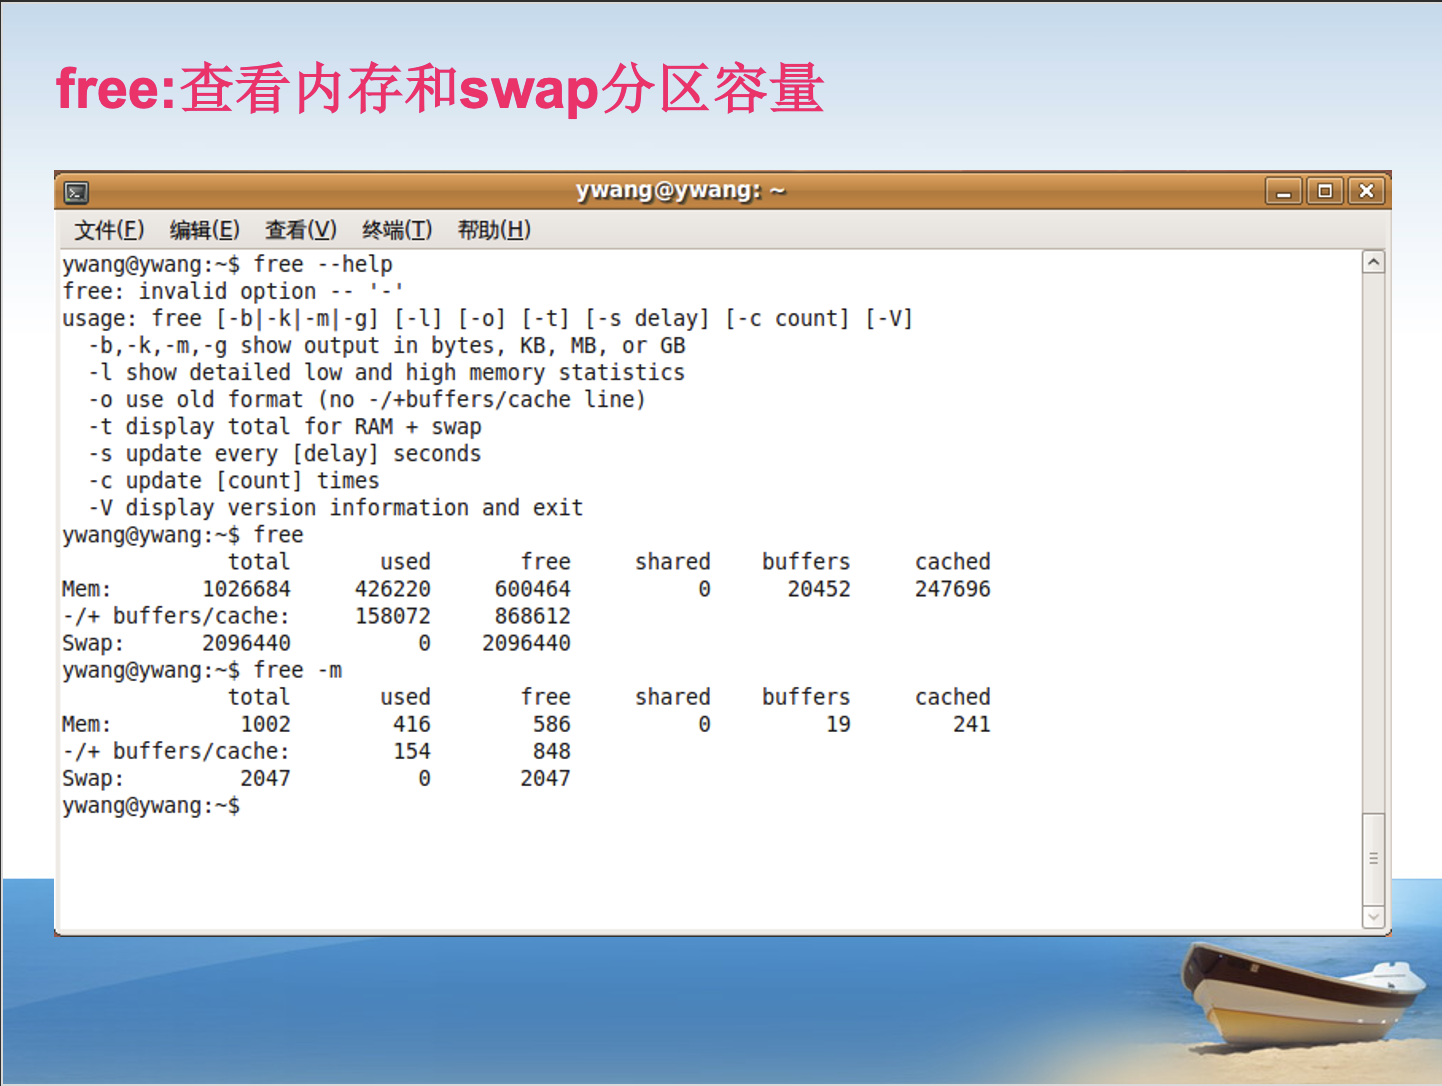 free:查看内存和swap分区容量
ywang@ywang: ~
文件(F) 编辑(E) 查看(V) 终端(T) 帮助(H)
ywang@ywang:~$ free --help
free: invalid option -- '-'
usage: free [-b|-k|-m|-g] [-l] [-o] [-t] [-s delay] [-c count] [-V]
  -b,-k,-m,-g show output in bytes, KB, MB, or GB
  -l show detailed low and high memory statistics
  -o use old format (no -/+buffers/cache line)
  -t display total for RAM + swap
  -s update every [delay] seconds
  -c update [count] times
  -V display version information and exit
ywang@ywang:~$ free
             total       used       free     shared    buffers     cached
Mem:       1026684     426220     600464          0      20452     247696
-/+ buffers/cache:     158072     868612
Swap:      2096440          0    2096440
ywang@ywang:~$ free -m
             total       used       free     shared    buffers     cached
Mem:          1002        416        586          0         19        241
-/+ buffers/cache:        154        848
Swap:         2047          0       2047
ywang@ywang:~$